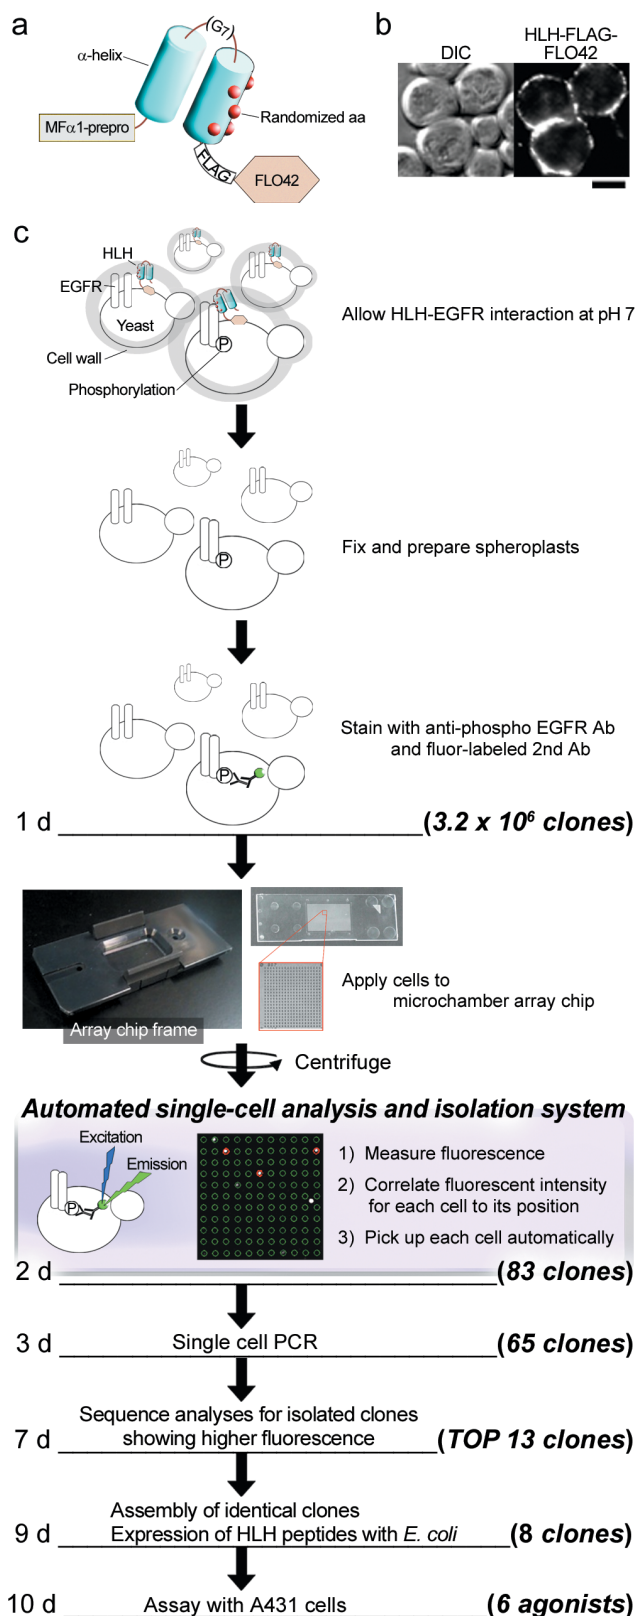 a
(G7)
α-helix
MFα1-prepro
Randomized aa
FLAG
FLO42
b
DIC
HLH-FLAG-
FLO42
c
HLH
EGFR
Yeast
Cell wall
P
Phosphorylation
Allow HLH-EGFR interaction at pH 7
P
Fix and prepare spheroplasts
P
Stain with anti-phospho EGFR Ab
and fluor-labeled 2nd Ab
1 d (3.2 x 10⁶ clones)
Array chip frame
Apply cells to
microchamber array chip
Centrifuge
Automated single-cell analysis and isolation system
Excitation
Emission
P
1) Measure fluorescence
2) Correlate fluorescent intensity
for each cell to its position
3) Pick up each cell automatically
2 d (83 clones)
3 d Single cell PCR (65 clones)
Sequence analyses for isolated clones
7 d showing higher fluorescence (TOP 13 clones)
Assembly of identical clones
9 d Expression of HLH peptides with E. coli (8 clones)
10 d Assay with A431 cells (6 agonists)